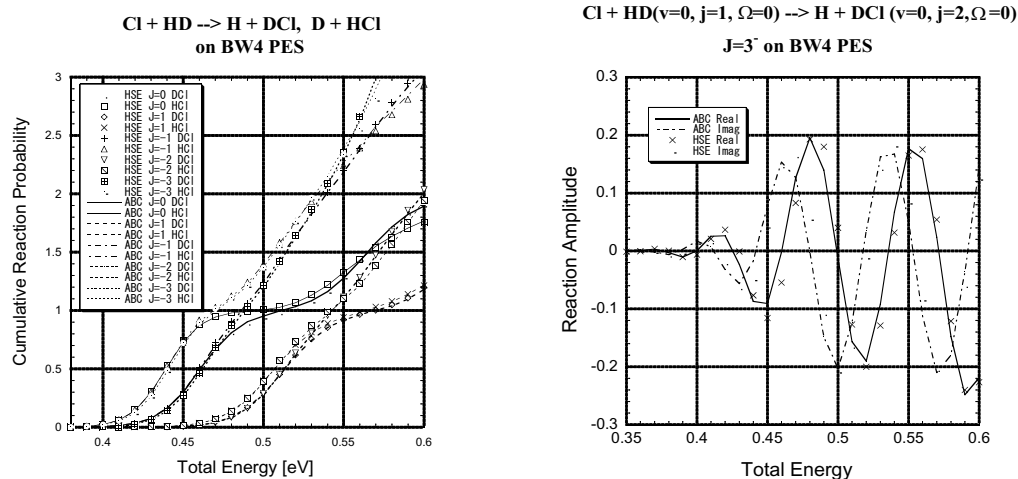 Cl + HD --> H + DCl, D + HCl
on BW4 PES
Cumulative Reaction Probability
3
2.5
2
1.5
1
0.5
0
HSE J=0 DCl
HSE J=0 HCl
HSE J=1 DCl
HSE J=1 HCl
HSE J=-1 DCl
HSE J=-1 HCl
HSE J=-2 DCl
HSE J=-2 HCl
HSE J=-3 DCl
HSE J=-3 HCl
ABC J=0 DCl
ABC J=0 HCl
ABC J=1 DCl
ABC J=1 HCl
ABC J=-1 DCl
ABC J=-1 HCl
ABC J=-2 DCl
ABC J=-2 HCl
ABC J=-3 DCl
ABC J=-3 HCl
0.4 0.45 0.5 0.55 0.6
Total Energy [eV]
Cl + HD(v=0, j=1, Ω=0) --> H + DCl (v=0, j=2,Ω=0)
J=3⁻ on BW4 PES
Reaction Amplitude
0.3
0.2
0.1
0
-0.1
-0.2
-0.3
ABC Real
ABC Imag
HSE Real
HSE Imag
0.35 0.4 0.45 0.5 0.55 0.6
Total Energy